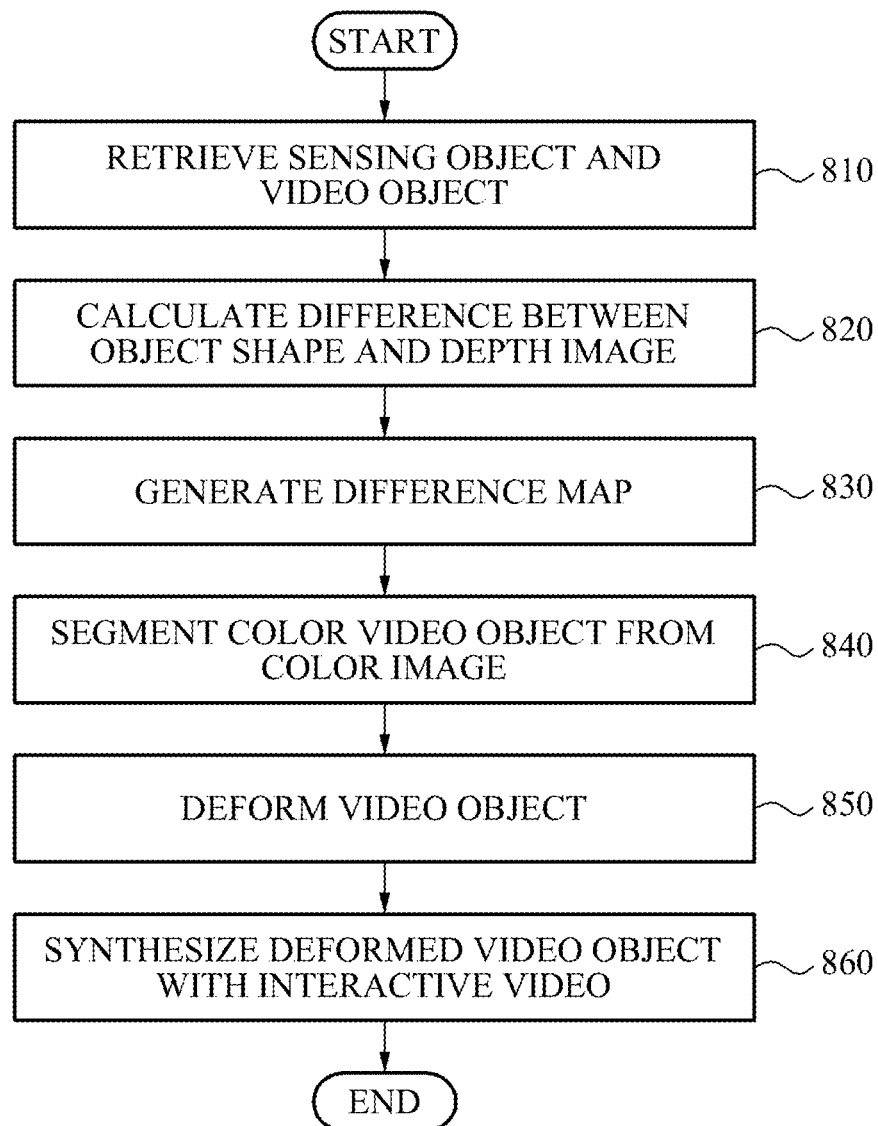 START
RETRIEVE SENSING OBJECT AND
VIDEO OBJECT
810
CALCULATE DIFFERENCE BETWEEN
OBJECT SHAPE AND DEPTH IMAGE
820
GENERATE DIFFERENCE MAP
830
SEGMENT COLOR VIDEO OBJECT FROM
COLOR IMAGE
840
DEFORM VIDEO OBJECT
850
SYNTHESIZE DEFORMED VIDEO OBJECT
WITH INTERACTIVE VIDEO
860
END